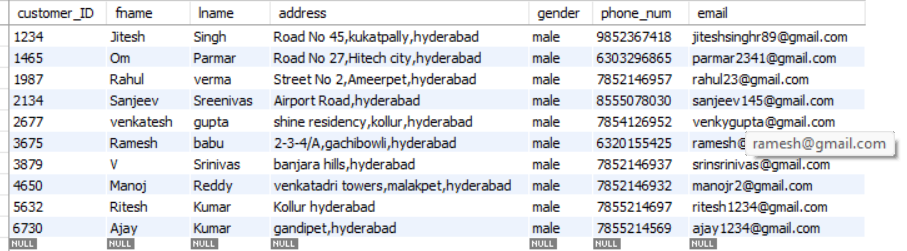 customer_ID fname lname address gender phone_num email
1234 Jitesh Singh Road No 45,kukatpally,hyderabad male 9852367418 jiteshsinghr89@gmail.com
1465 Om Parmar Road No 27,Hitech city,hyderabad male 6303296865 parmar2341@gmail.com
1987 Rahul verma Street No 2,Ameerpet,hyderabad male 7852146957 rahul23@gmail.com
2134 Sanjeev Sreenivas Airport Road,hyderabad male 8555078030 sanjeev145@gmail.com
2677 venkatesh gupta shine residency,kollur,hyderabad male 7854126952 venkygupta@gmail.com
3675 Ramesh babu 2-3-4/A,gachibowli,hyderabad male 6320155425 ramesh@ ramesh@gmail.com
3879 V Srinivas banjara hills,hyderabad male 7852146937 srinsrinivas@gmail.com
4650 Manoj Reddy venkatadri towers,malakpet,hyderabad male 7852146932 manojr2@gmail.com
5632 Ritesh Kumar Kollur hyderabad male 7855214697 ritesh1234@gmail.com
6730 Ajay Kumar gandipet,hyderabad male 7855214569 ajay1234@gmail.com
NULL NULL NULL NULL NULL NULL NULL